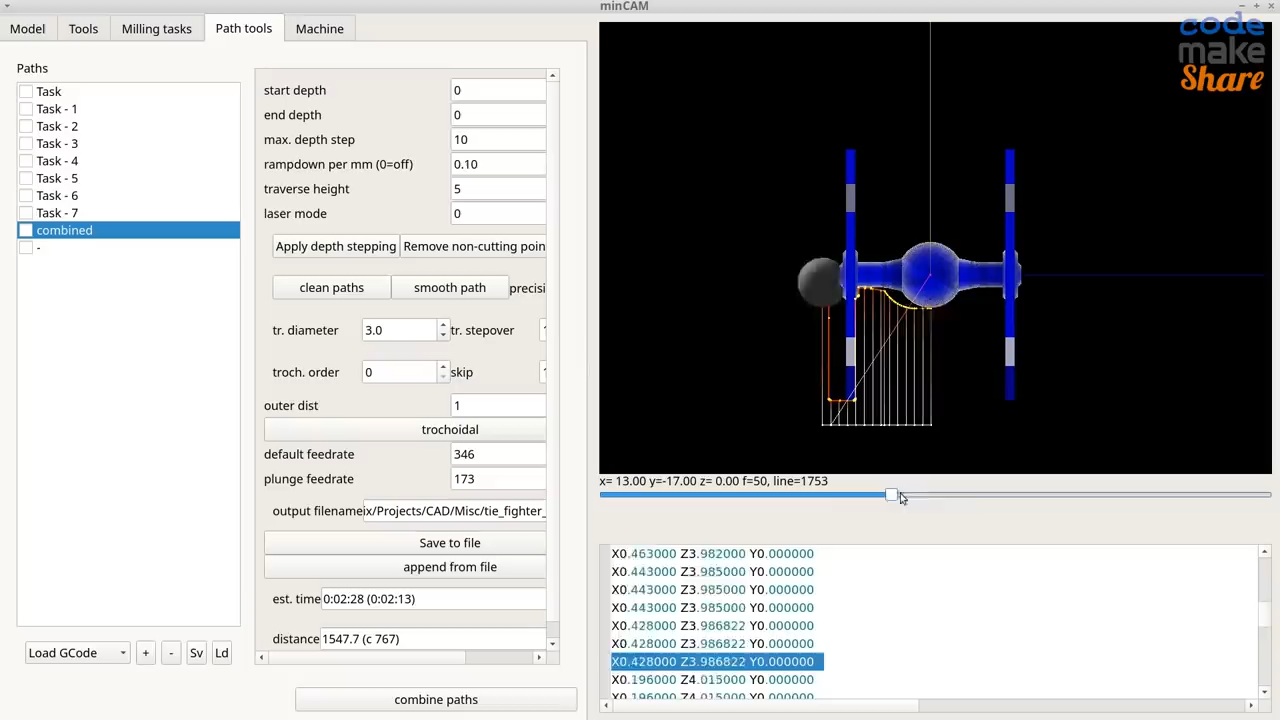 minCAM
Model
Tools
Milling tasks
Path tools
Machine
code
make
Share
Paths
Task
Task - 1
Task - 2
Task - 3
Task - 4
Task - 5
Task - 6
Task - 7
combined
-
start depth 0
end depth 0
max. depth step 10
rampdown per mm (0=off) 0.10
traverse height 5
laser mode 0
Apply depth stepping
Remove non-cutting poin
clean paths
smooth path
precisi
tr. diameter 3.0 tr. stepover
troch. order 0 skip
outer dist 1
trochoidal
default feedrate 346
plunge feedrate 173
output filename ix/Projects/CAD/Misc/tie_fighter_
Save to file
append from file
est. time 0:02:28 (0:02:13)
distance 1547.7 (c 767)
Load GCode + - Sv Ld
combine paths
x= 13.00 y=-17.00 z= 0.00 f=50, line=1753
X0.463000 Z3.982000 Y0.000000
X0.443000 Z3.985000 Y0.000000
X0.443000 Z3.985000 Y0.000000
X0.443000 Z3.985000 Y0.000000
X0.428000 Z3.986822 Y0.000000
X0.428000 Z3.986822 Y0.000000
X0.428000 Z3.986822 Y0.000000
X0.196000 Z4.015000 Y0.000000
X0.196000 Z4.015000 Y0.000000